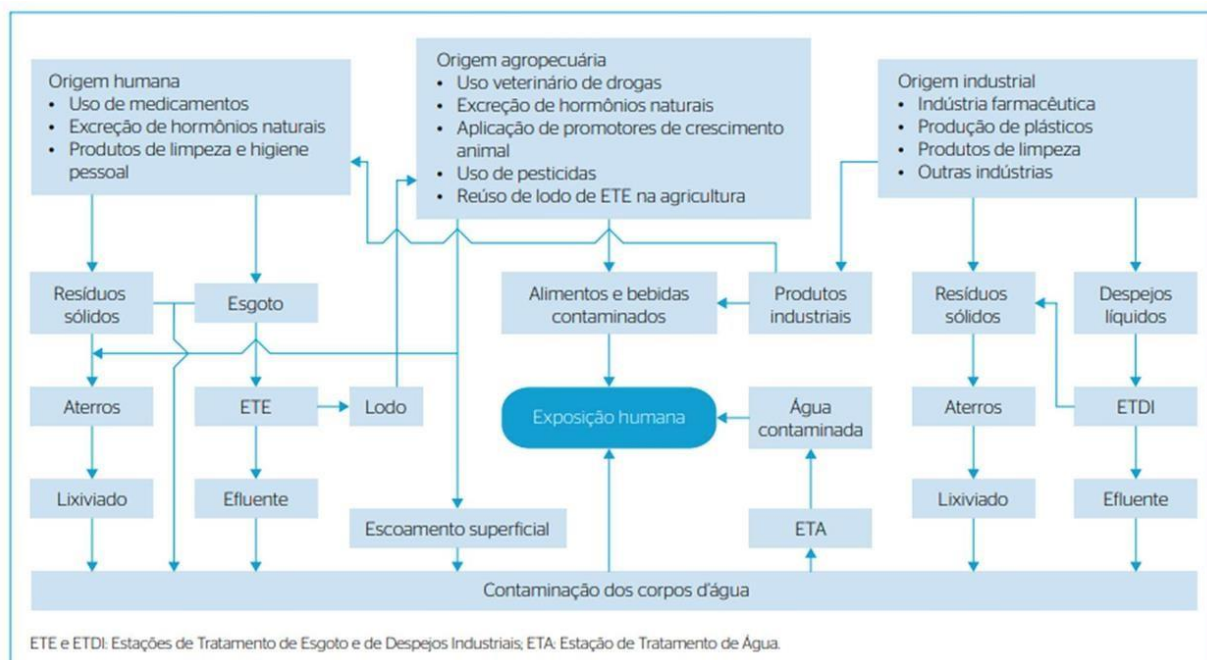 Origem humana
• Uso de medicamentos
• Excreção de hormônios naturais
• Produtos de limpeza e higiene
pessoal
Origem agropecuária
• Uso veterinário de drogas
• Excreção de hormônios naturais
• Aplicação de promotores de crescimento
animal
• Uso de pesticidas
• Reúso de lodo de ETE na agricultura
Origem industrial
• Indústria farmacêutica
• Produção de plásticos
• Produtos de limpeza
• Outras indústrias
Resíduos
sólidos
Esgoto
Alimentos e bebidas
contaminados
Produtos
industriais
Resíduos
sólidos
Despejos
líquidos
Aterros
ETE
Lodo
Exposição humana
Água
contaminada
Aterros
ETDI
Lixiviado
Efluente
Escoamento superficial
ETA
Lixiviado
Efluente
Contaminação dos corpos d'água
ETE e ETDI: Estações de Tratamento de Esgoto e de Despejos Industriais; ETA: Estação de Tratamento de Água.